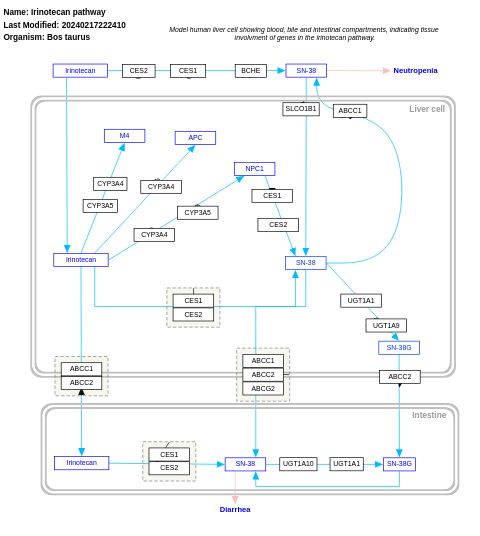 Name: Irinotecan pathway
Last Modified: 20240217222410
Organism: Bos taurus
Model human liver cell showing blood, bile and intestinal compartments, indicating tissue
involvment of genes in the irinotecan pathway.
Irinotecan
CES2
CES1
BCHE
SN-38
Neutropenia
SLCO1B1
ABCC1
Liver cell
M4
APC
NPC1
CYP3A4
CYP3A4
CES1
CYP3A5
CYP3A5
CES2
CYP3A4
Irinotecan
SN-38
CES1
CES2
UGT1A1
UGT1A9
SN-38G
ABCC1
ABCC2
ABCC1
ABCC2
ABCG2
ABCC2
Intestine
Irinotecan
CES1
CES2
SN-38
UGT1A10
UGT1A1
SN-38G
Diarrhea